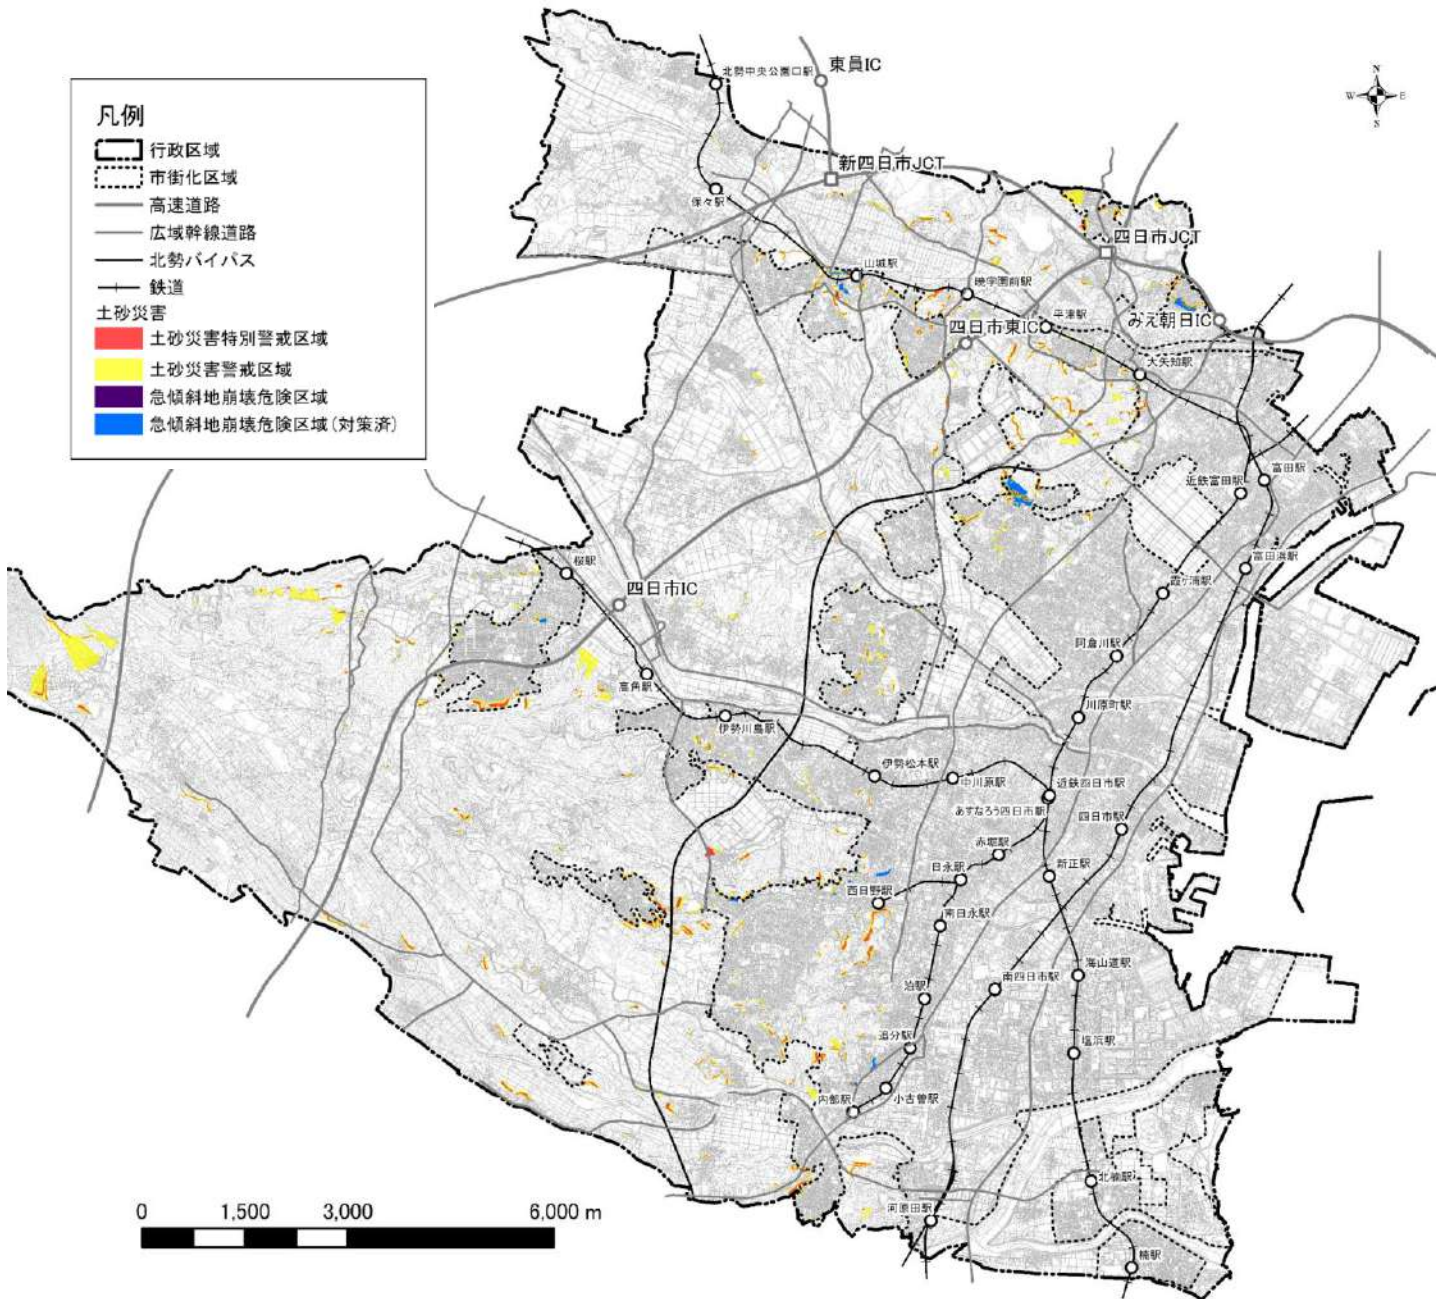 凡例
行政区域
市街化区域
高速道路
広域幹線道路
北勢バイパス
鉄道
土砂災害
土砂災害特別警戒区域
土砂災害警戒区域
急傾斜地崩壊危険区域
急傾斜地崩壊危険区域(対策済)
N
W E
N
北勢中央公園口駅
東員IC
新四日市JCT
保々駅
四日市JCT
山城駅
暁学園前駅
四日市東IC
平津駅
みえ朝日IC
大矢知駅
近鉄富田駅
富田駅
富田浜駅
霞ヶ浦駅
桜駅
四日市IC
阿倉川駅
高角駅
川原町駅
伊勢川島駅
伊勢松本駅
中川原駅
近鉄四日市駅
あすなろう四日市駅
四日市駅
赤堀駅
日永駅
新正駅
西日野駅
南日永駅
海山道駅
泊駅
南四日市駅
追分駅
塩浜駅
内部駅
小古曽駅
北楠駅
河原田駅
楠駅
0 1,500 3,000 6,000 m